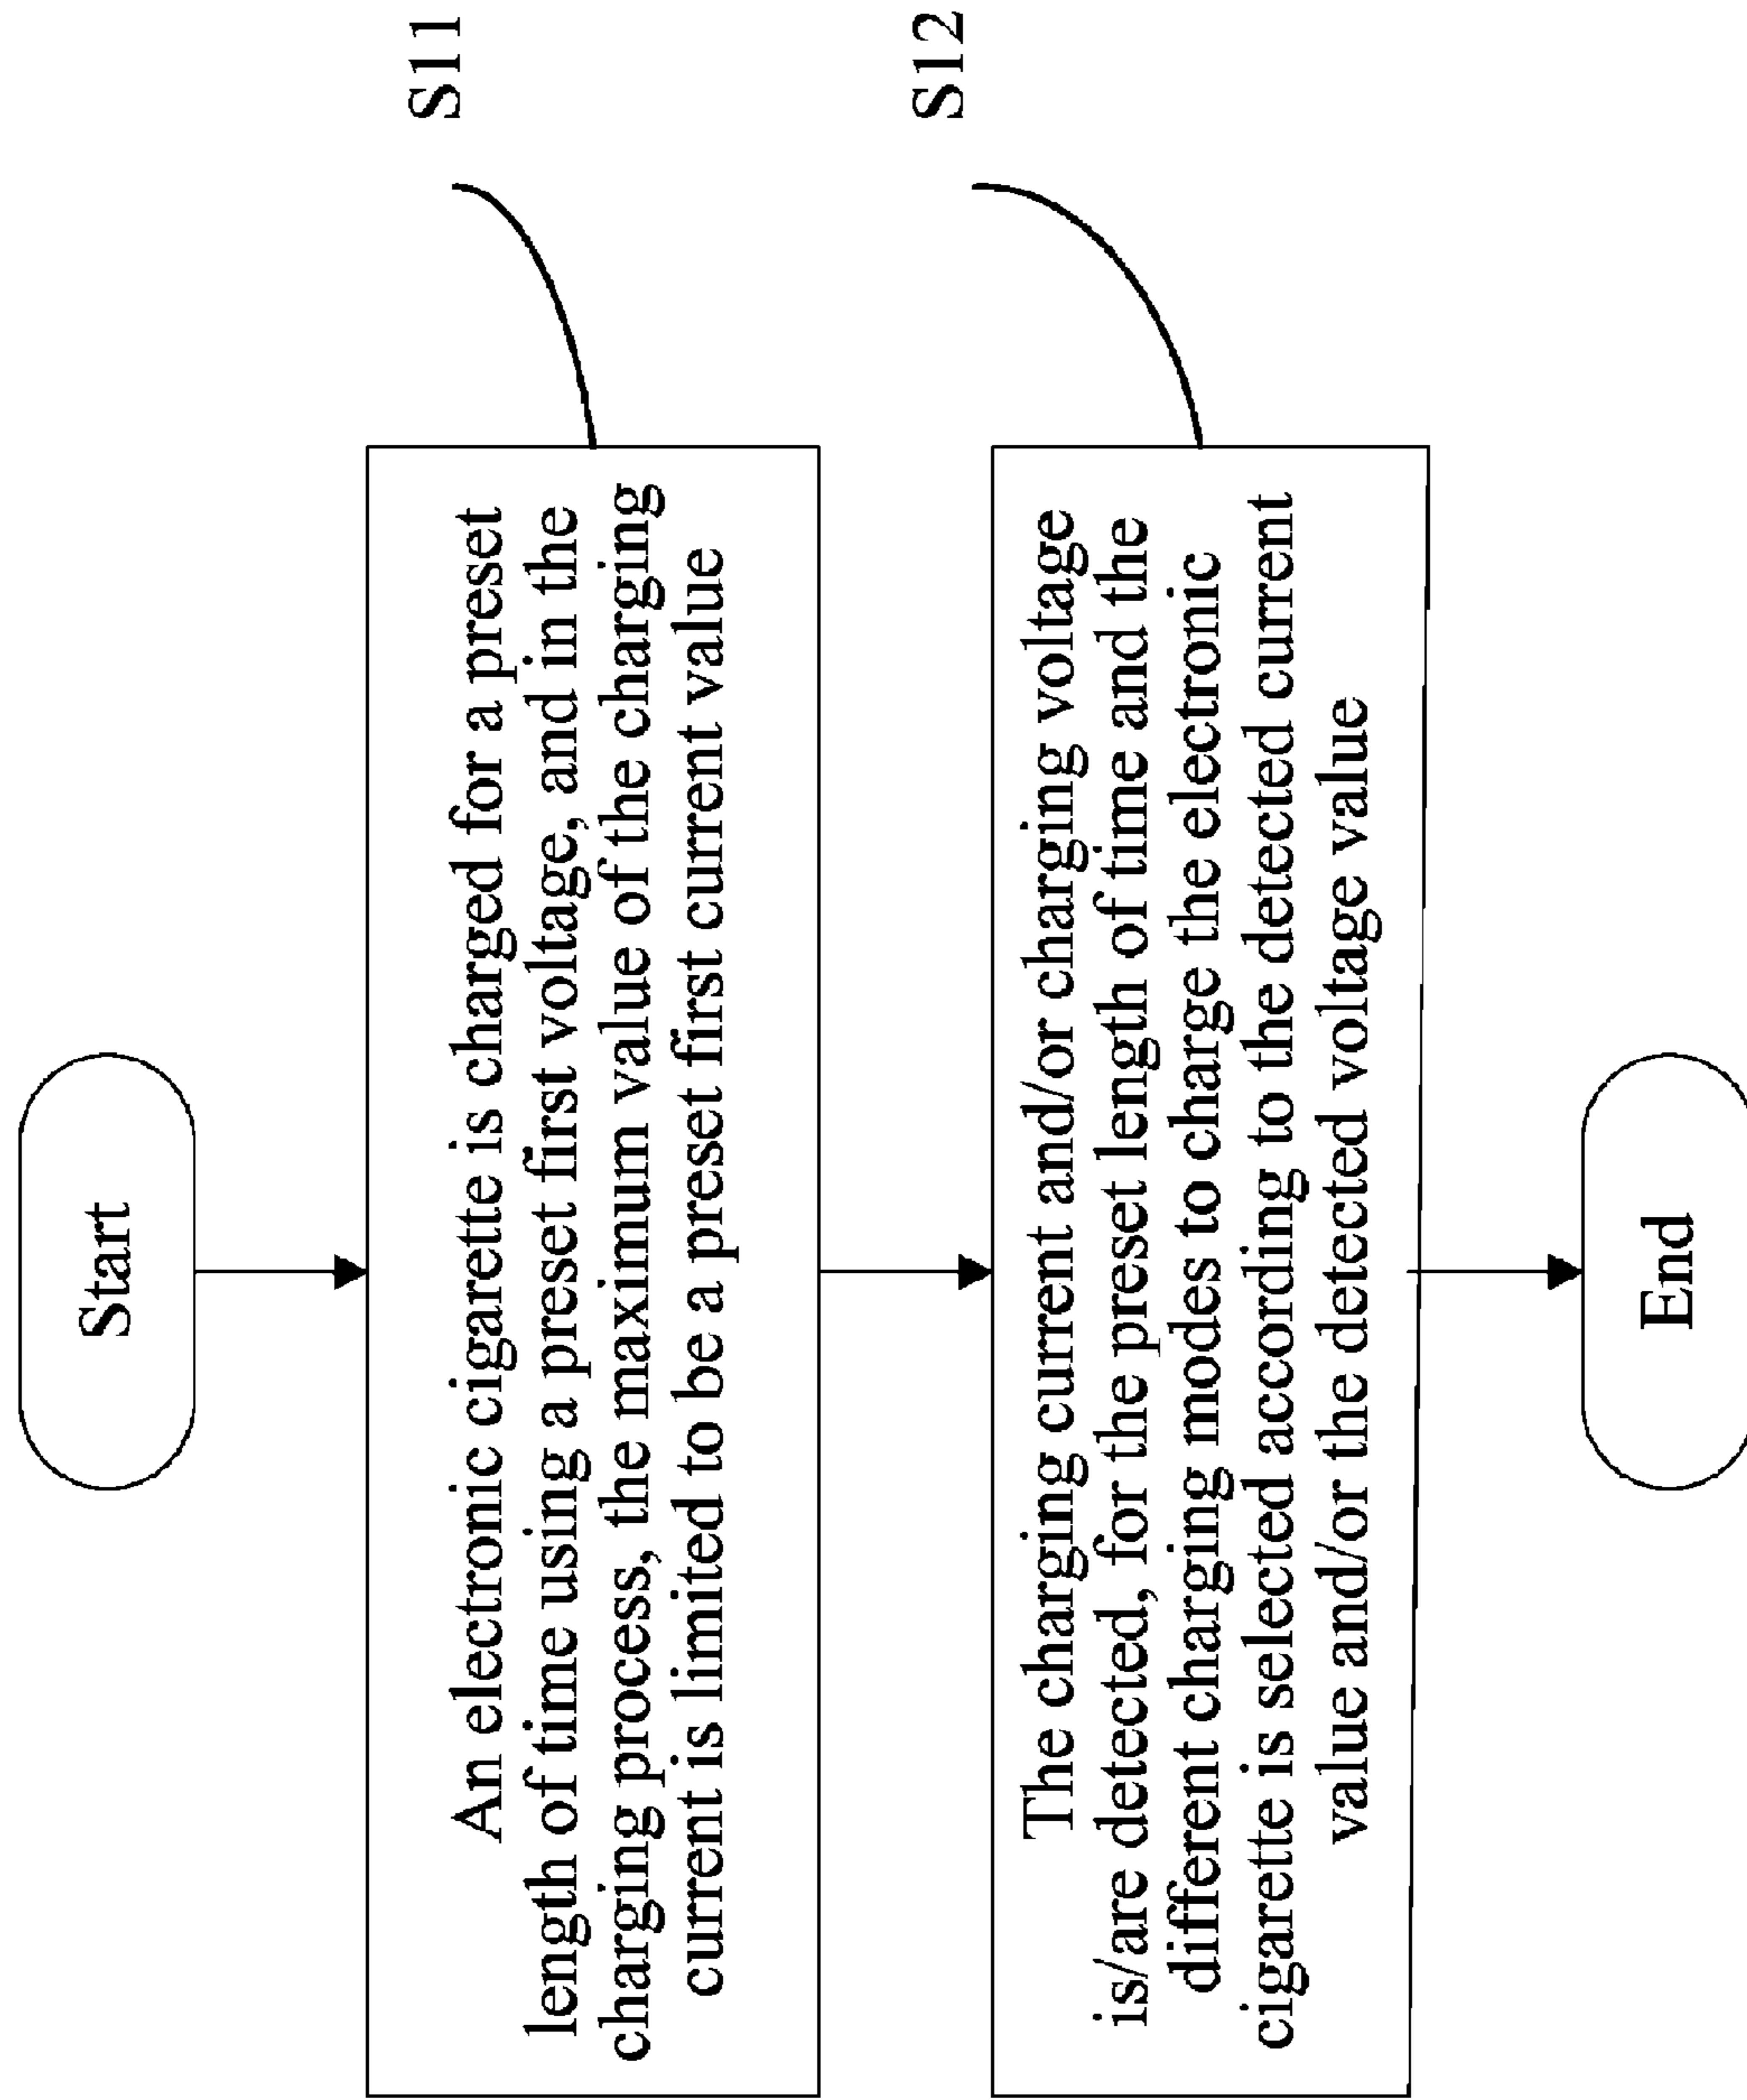 Start
S11
An electronic cigarette is charged for a preset
length of time using a preset first voltage, and in the
charging process, the maximum value of the charging
current is limited to be a preset first current value
S12
The charging current and/or charging voltage
is/are detected, for the preset length of time and the
different charging modes to charge the electronic
cigarette is selected according to the detected current
value and/or the detected voltage value
End